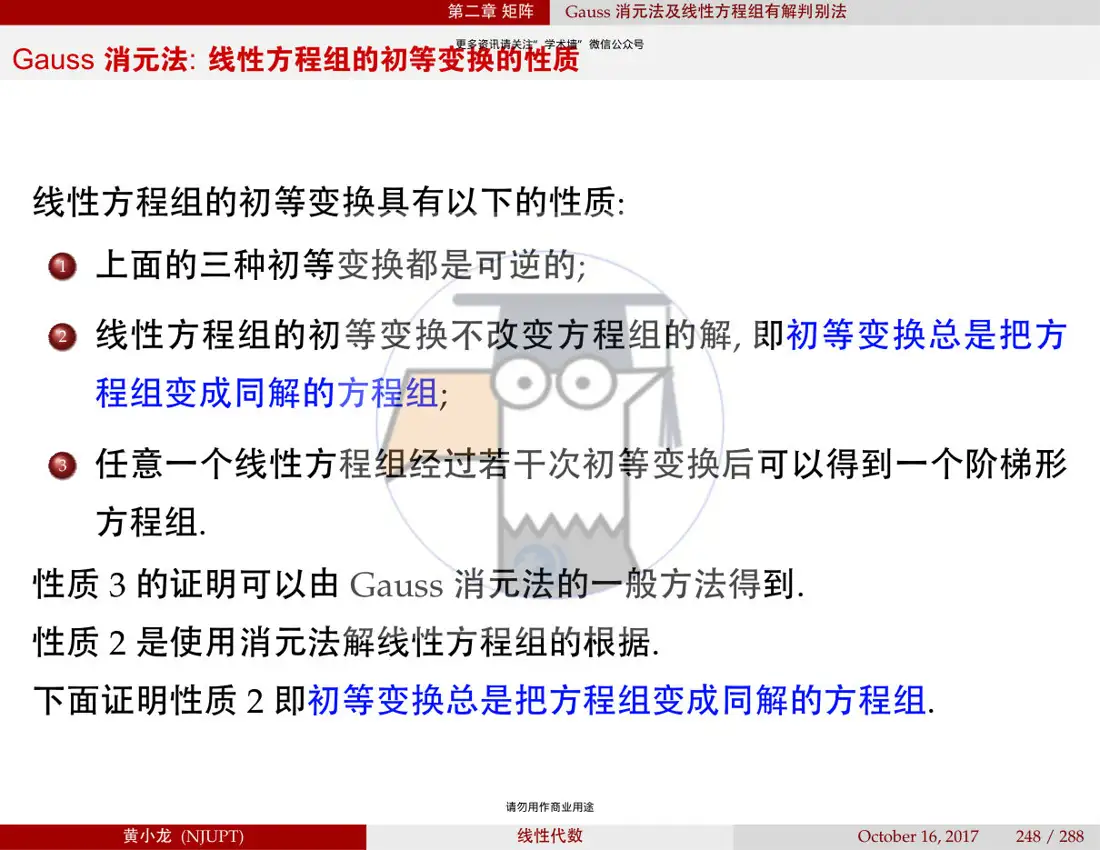 第二章 矩阵 Gauss 消元法及线性方程组有解判别法
更多资讯请关注“学术墙”微信公众号
Gauss 消元法: 线性方程组的初等变换的性质
线性方程组的初等变换具有以下的性质:
1 上面的三种初等变换都是可逆的;
2 线性方程组的初等变换不改变方程组的解, 即初等变换总是把方
程组变成同解的方程组;
3 任意一个线性方程组经过若干次初等变换后可以得到一个阶梯形
方程组.
性质 3 的证明可以由 Gauss 消元法的一般方法得到.
性质 2 是使用消元法解线性方程组的根据.
下面证明性质 2 即初等变换总是把方程组变成同解的方程组.
请勿用作商业用途
黄小龙 (NJUPT) 线性代数 October 16, 2017 248 / 288